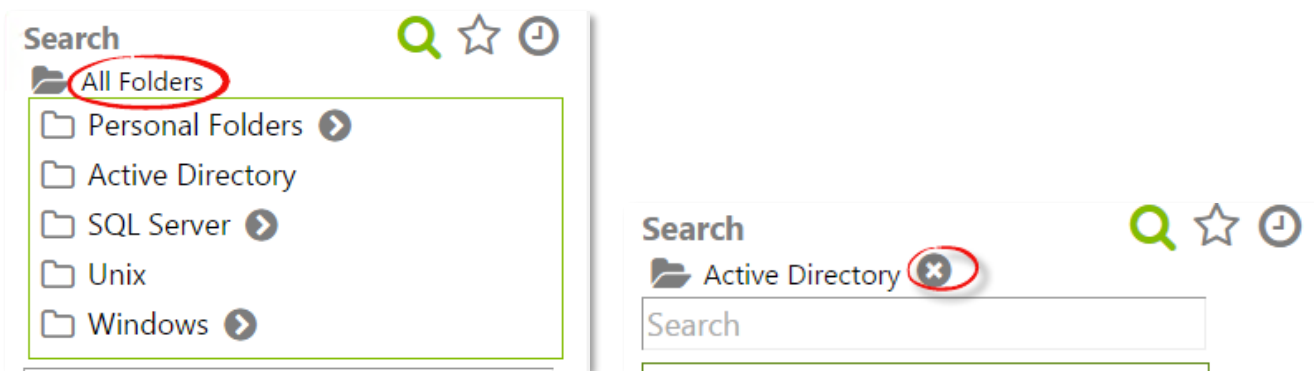 Search
All Folders
Personal Folders
Active Directory
SQL Server
Unix
Windows
Search
Active Directory
Search